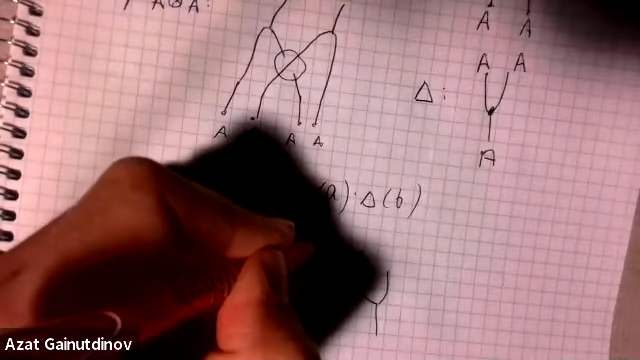 A⊗A:
A A
A A
Δ:
A A A
A
(a)·Δ(b)
Azat Gainutdinov